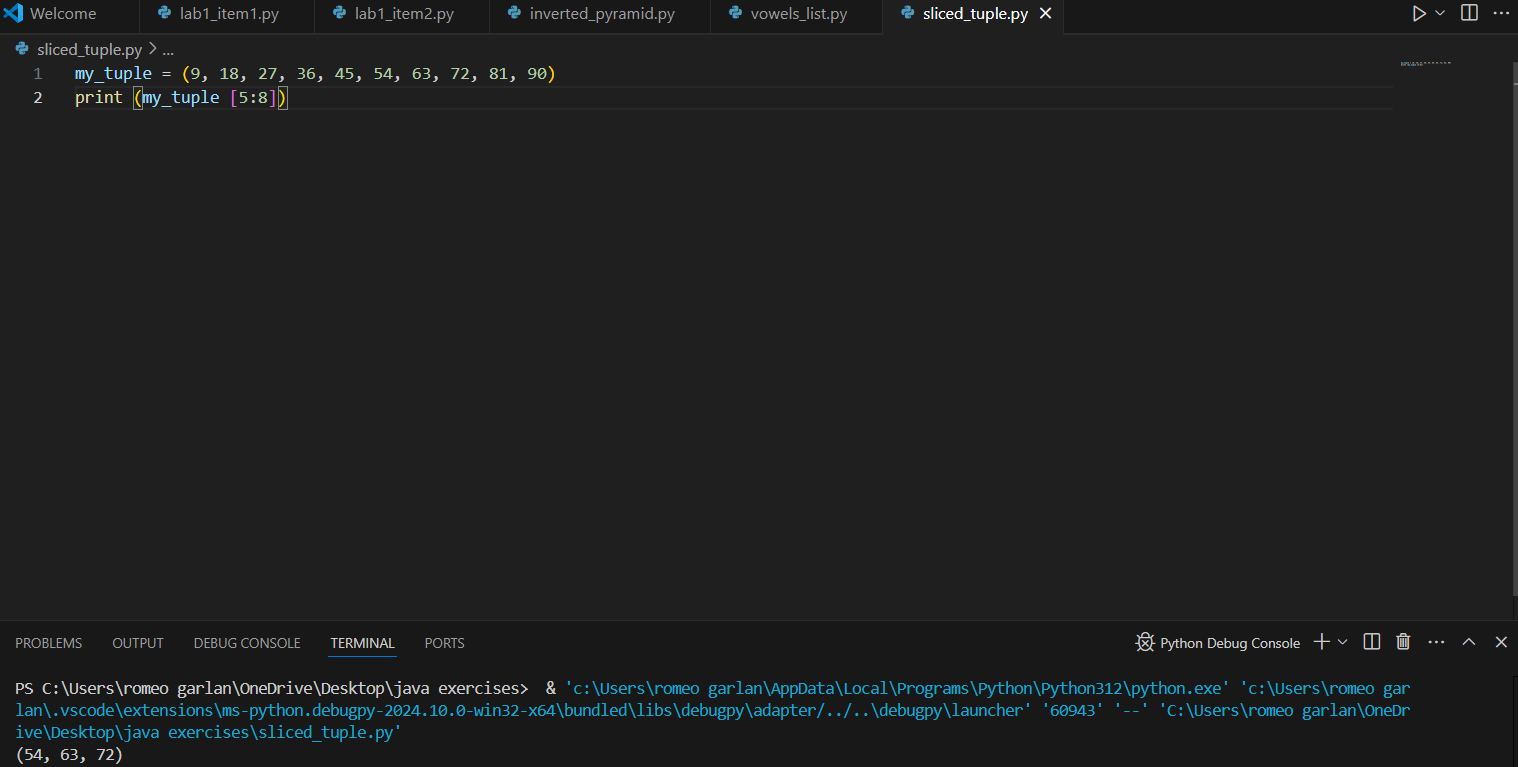 Welcome lab1_item1.py lab1_item2.py inverted_pyramid.py vowels_list.py sliced_tuple.py
sliced_tuple.py > ...
1 my_tuple = (9, 18, 27, 36, 45, 54, 63, 72, 81, 90)
2 print (my_tuple [5:8])
PROBLEMS OUTPUT DEBUG CONSOLE TERMINAL PORTS Python Debug Console
PS C:\Users\romeo garlan\OneDrive\Desktop\java exercises>  & 'c:\Users\romeo garlan\AppData\Local\Programs\Python\Python312\python.exe' 'c:\Users\romeo gar
lan\.vscode\extensions\ms-python.debugpy-2024.10.0-win32-x64\bundled\libs\debugpy\adapter/../..\debugpy\launcher' '60943' '--' 'C:\Users\romeo garlan\OneDr
ive\Desktop\java exercises\sliced_tuple.py'
(54, 63, 72)